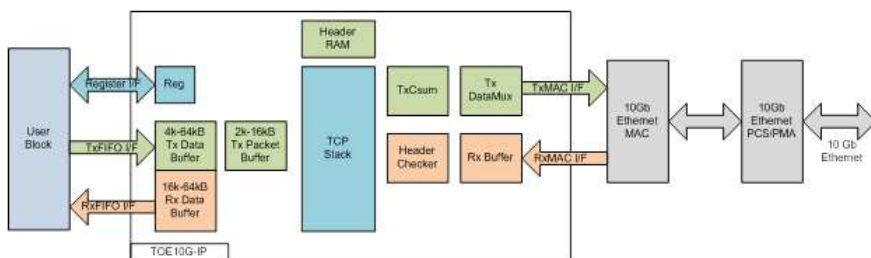 Header
RAM
Register I/F
Reg
TxCsum
Tx
DataMux
TxMAC I/F
User
Block
TxFIFO I/F
4k-64kB
Tx Data
Buffer
2k-16kB
Tx Packet
Buffer
TCP
Stack
10Gb
Ethernet
MAC
10Gb
Ethernet
PCS/PMA
10 Gb
Ethernet
Header
Checker
Rx Buffer
RxMAC I/F
RxFIFO I/F
16k-64kB
Rx Data
Buffer
TOE10G-IP